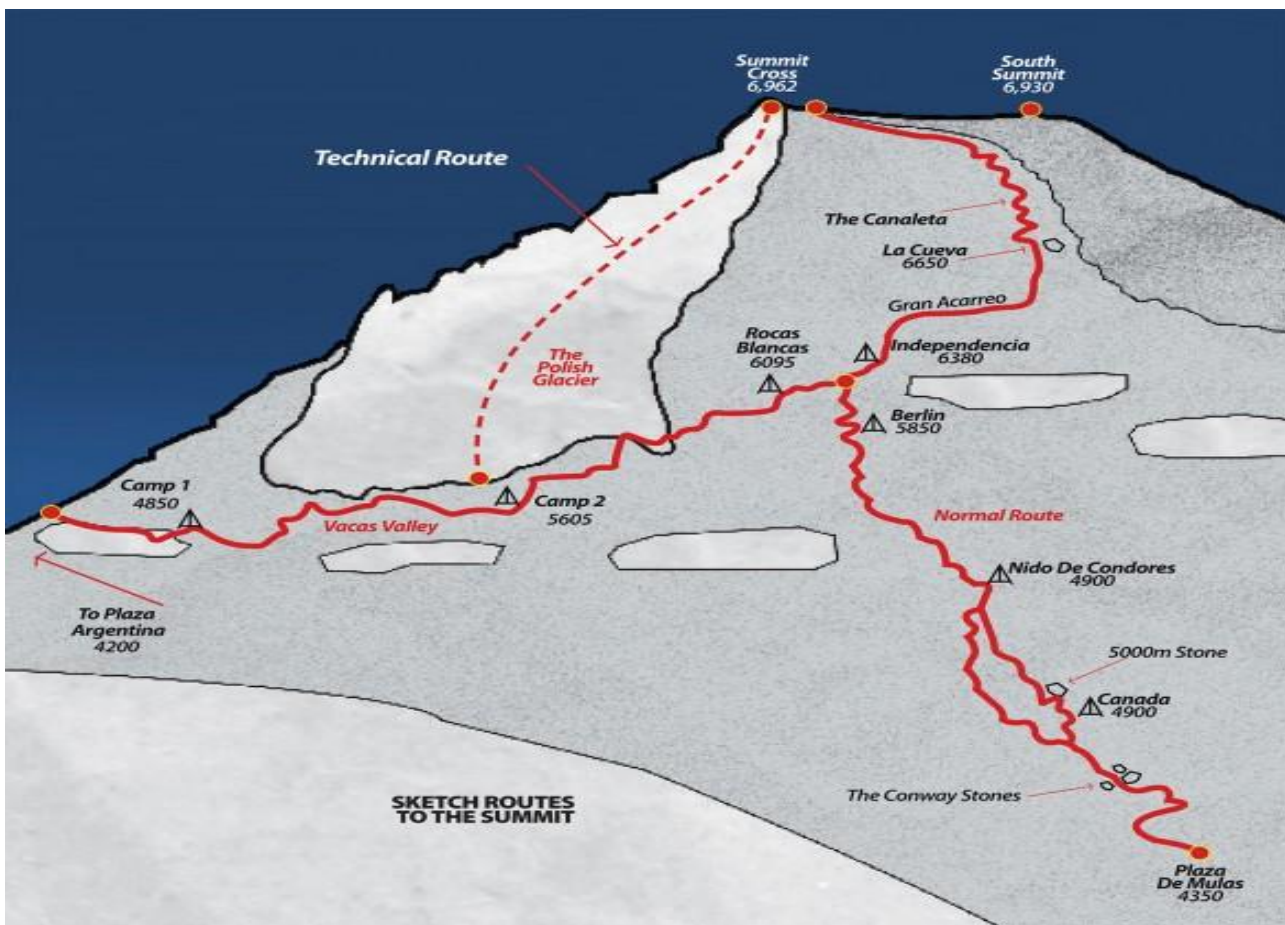 Summit
Cross
6,962
South
Summit
6,930
Technical Route
The Canaleta
La Cueva
6650
Gran Acarreo
Rocas
Blancas
6095
Independencia
6380
The
Polish
Glacier
Berlin
5850
Camp 1
4850
Camp 2
5605
Vacas Valley
Normal Route
Nido De Condores
4900
To Plaza
Argentina
4200
5000m Stone
Canada
4900
The Conway Stones
SKETCH ROUTES
TO THE SUMMIT
Plaza
De Mulas
4350